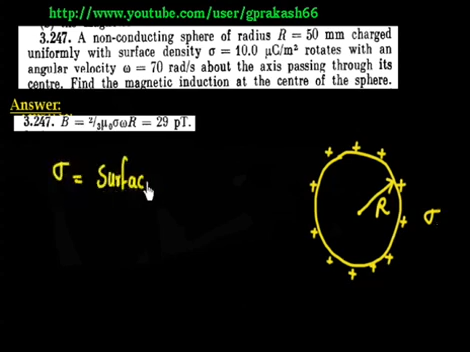 http://www.youtube.com/user/gprakash66
3.247. A non-conducting sphere of radius R = 50 mm charged
uniformly with surface density σ = 10.0 μC/m² rotates with an
angular velocity ω = 70 rad/s about the axis passing through its
centre. Find the magnetic induction at the centre of the sphere.
Answer:
3.247. B = ²/₃μ₀σωR = 29 pT.
σ = Surfac
R
σ